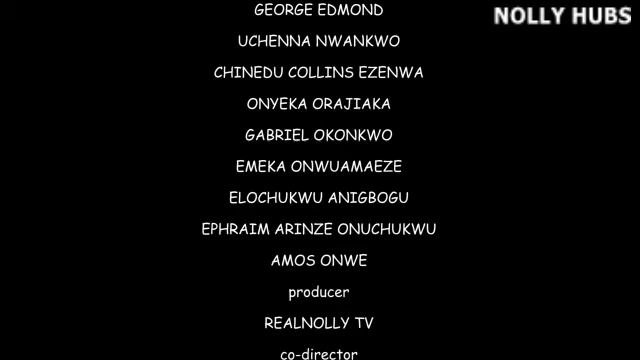 NOLLY HUBS
GEORGE EDMOND
UCHENNA NWANKWO
CHINEDU COLLINS EZENWA
ONYEKA ORAJIAKA
GABRIEL OKONKWO
EMEKA ONWUAMAEZE
ELOCHUKWU ANIGBOGU
EPHRAIM ARINZE ONUCHUKWU
AMOS ONWE
producer
REALNOLLY TV
co-director